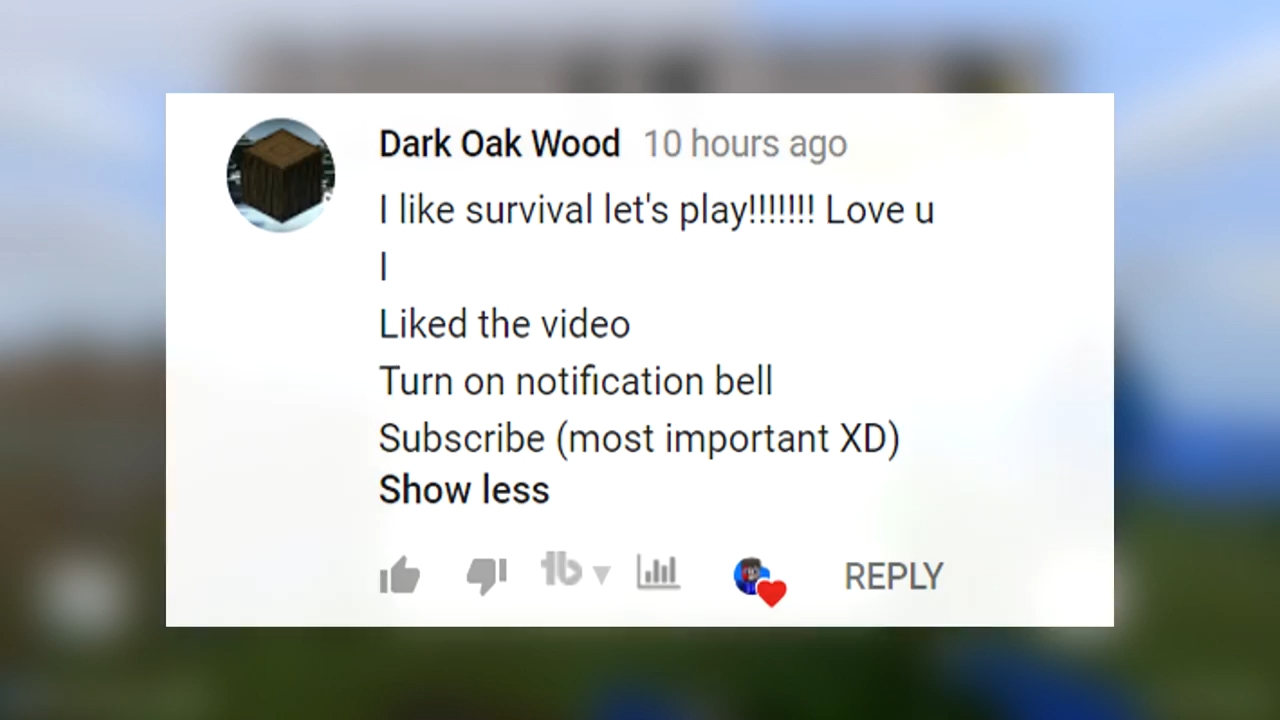 Dark Oak Wood 10 hours ago
I like survival let's play!!!!!!! Love u
I
Liked the video
Turn on notification bell
Subscribe (most important XD)
Show less
tb
REPLY